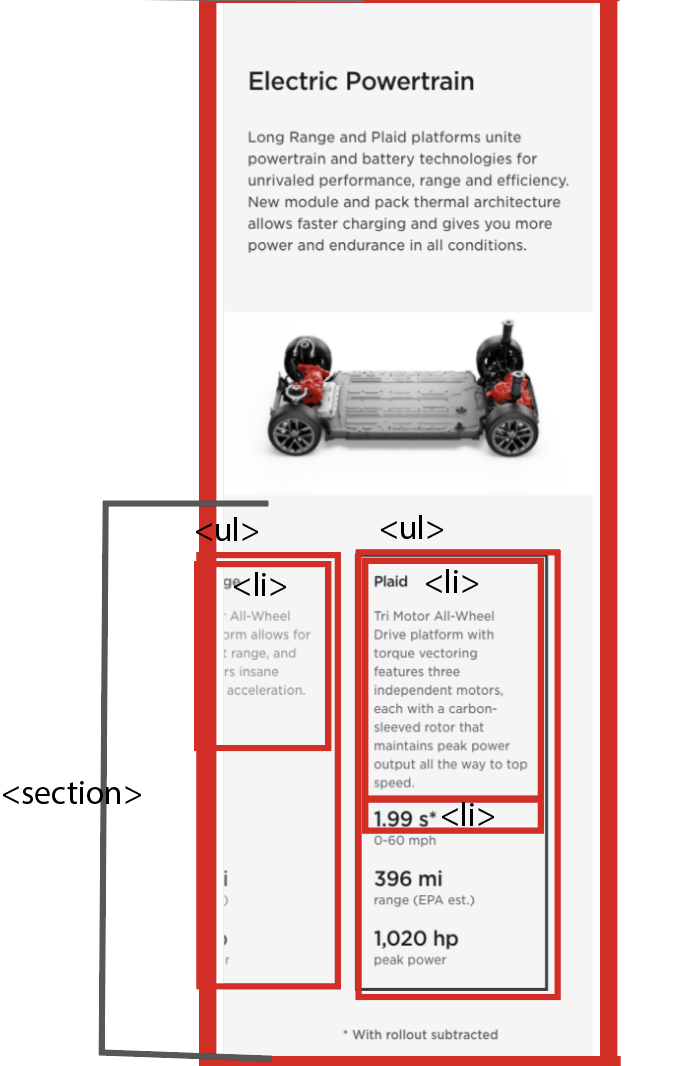 Electric Powertrain
Long Range and Plaid platforms unite
powertrain and battery technologies for
unrivaled performance, range and efficiency.
New module and pack thermal architecture
allows faster charging and gives you more
power and endurance in all conditions.
<ul>
<li>
All-Wheel
orm allows for
t range, and
rs insane
acceleration.
<ul>
Plaid <li>
Tri Motor All-Wheel
Drive platform with
torque vectoring
features three
independent motors,
each with a carbon-
sleeved rotor that
maintains peak power
output all the way to top
speed.
<section>
1.99 s* <li>
0-60 mph
396 mi
range (EPA est.)
1,020 hp
peak power
* With rollout subtracted